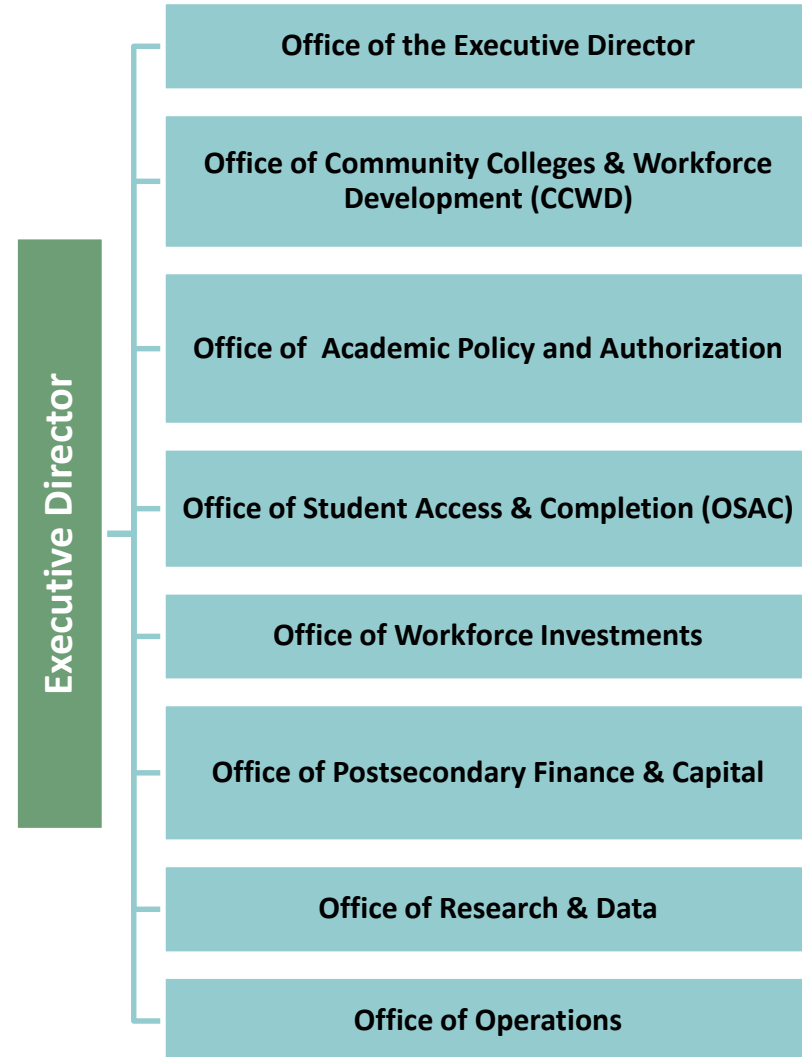 Executive Director
Office of the Executive Director
Office of Community Colleges & Workforce
Development (CCWD)
Office of  Academic Policy and Authorization
Office of Student Access & Completion (OSAC)
Office of Workforce Investments
Office of Postsecondary Finance & Capital
Office of Research & Data
Office of Operations